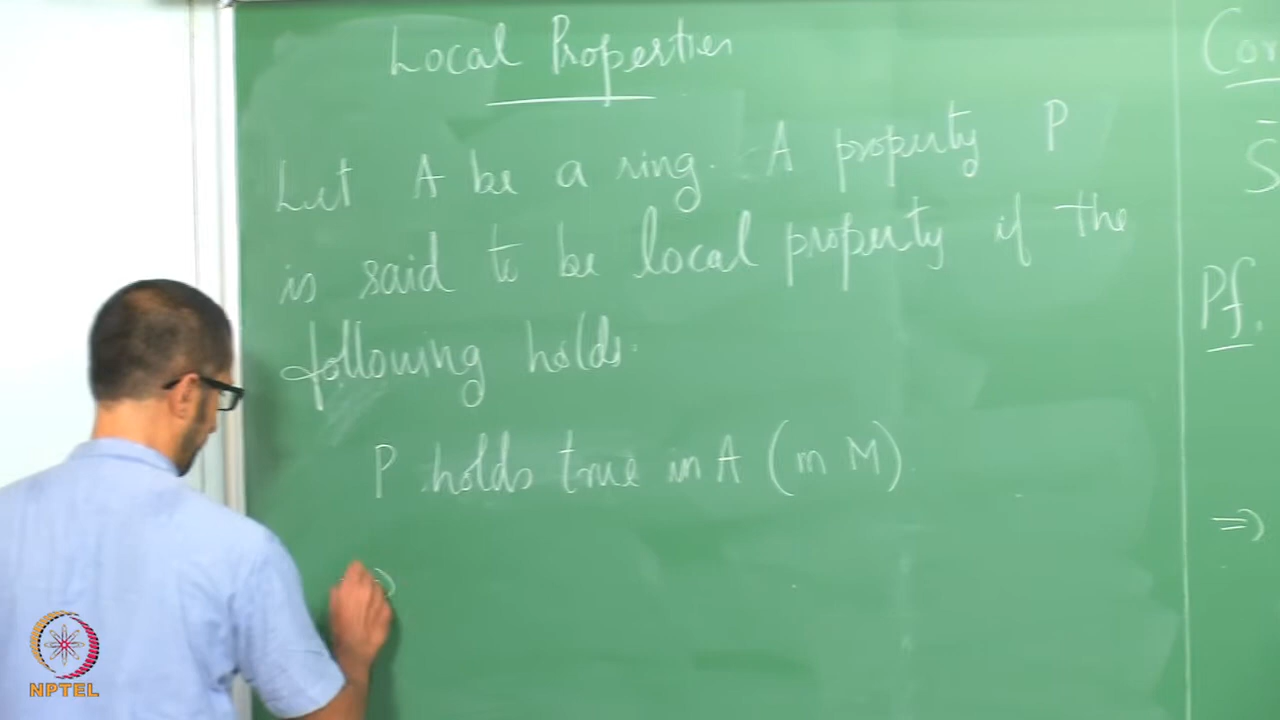 Local Properties
Let A be a ring. A property P
is said to be local property if the
following holds.
P holds true in A (in M).
Con
S
Pf.
⇒
NPTEL